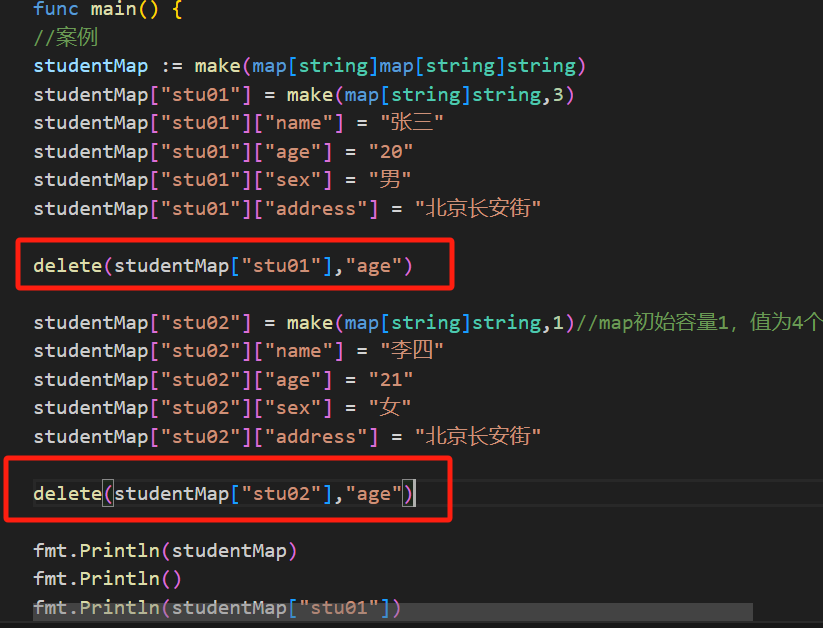 func main() {
//案例
studentMap := make(map[string]map[string]string)
studentMap["stu01"] = make(map[string]string,3)
studentMap["stu01"]["name"] = "张三"
studentMap["stu01"]["age"] = "20"
studentMap["stu01"]["sex"] = "男"
studentMap["stu01"]["address"] = "北京长安街"
delete(studentMap["stu01"],"age")
studentMap["stu02"] = make(map[string]string,1)//map初始容量1，值为4个
studentMap["stu02"]["name"] = "李四"
studentMap["stu02"]["age"] = "21"
studentMap["stu02"]["sex"] = "女"
studentMap["stu02"]["address"] = "北京长安街"
delete(studentMap["stu02"],"age")
fmt.Println(studentMap)
fmt.Println()
fmt.Println(studentMap["stu01"])